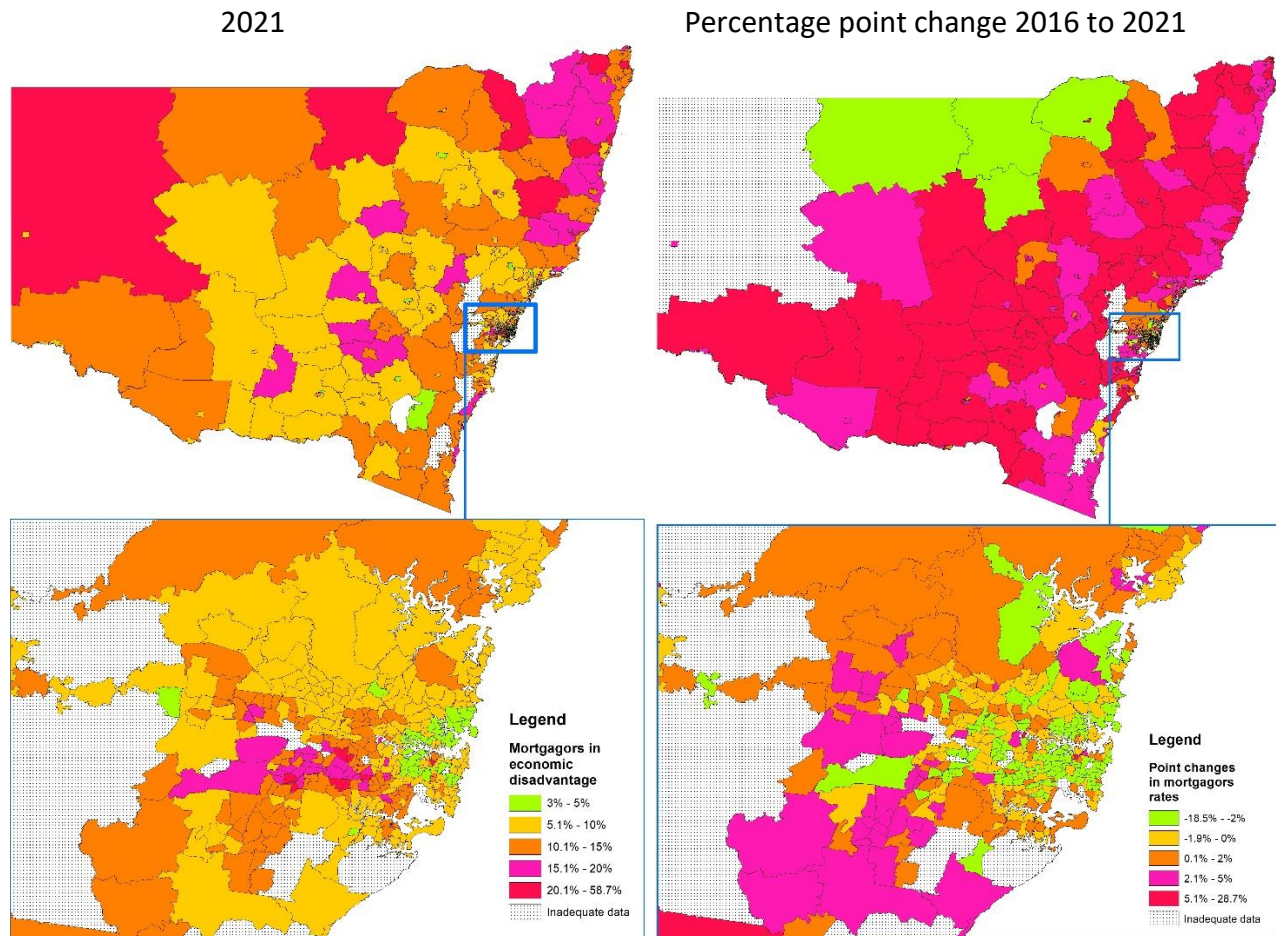 2021
Percentage point change 2016 to 2021
Legend
Mortgagors in
economic
disadvantage
3% - 5%
5.1% - 10%
10.1% - 15%
15.1% - 20%
20.1% - 58.7%
Inadequate data
Legend
Point changes
in mortgagors
rates
-18.5% - -2%
-1.9% - 0%
0.1% - 2%
2.1% - 5%
5.1% - 28.7%
Inadequate data